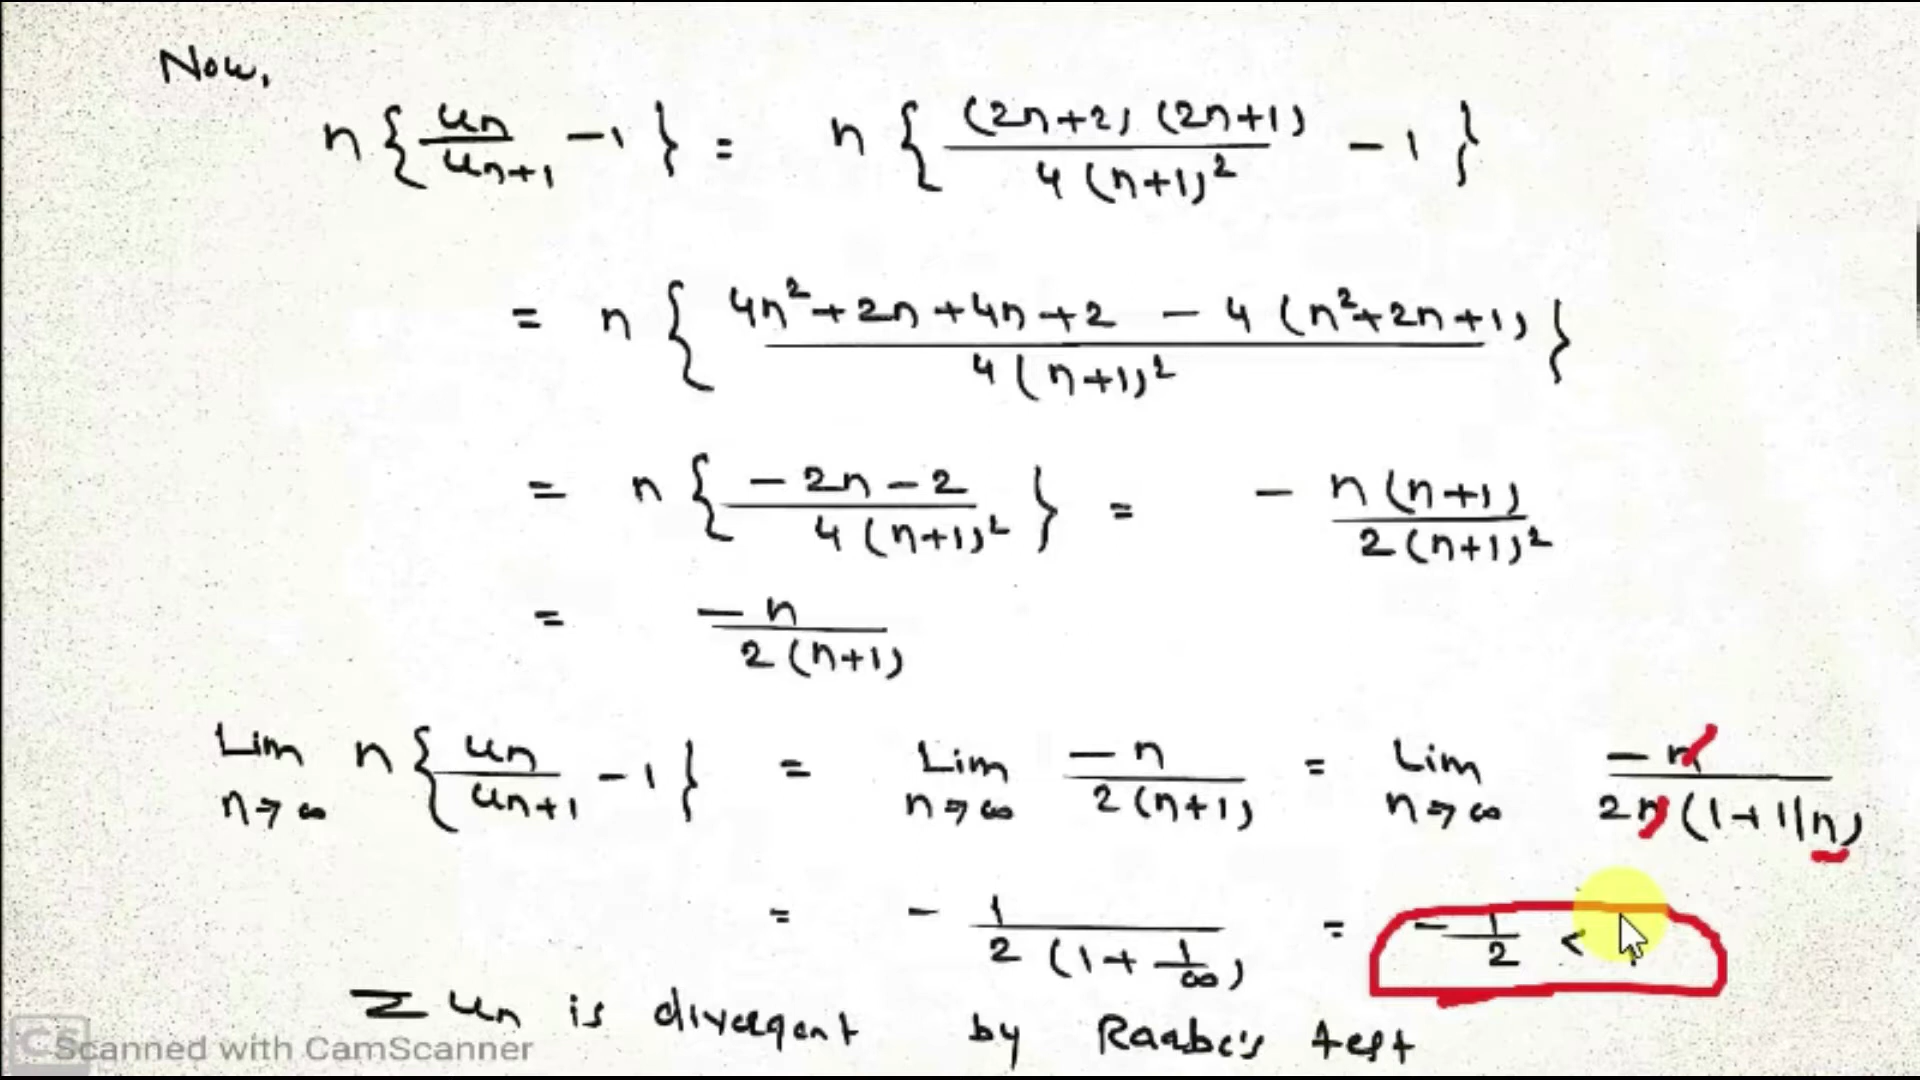 Now,
n{un/un+1 -1} = n{(2n+2)(2n+1)/4(n+1)² - 1}
= n{4n²+2n+4n+2 - 4(n²+2n+1)/4(n+1)²}
= n{-2n-2/4(n+1)²} = - n(n+1)/2(n+1)²
= -n/2(n+1)
Lim n→∞ n{un/un+1 -1} = Lim n→∞ -n/2(n+1) = Lim n→∞ -n/2n(1+1/n)
= - 1/2(1+1/∞) = -1/2 <
Σun is divergent by Raabe's test
CS Scanned with CamScanner